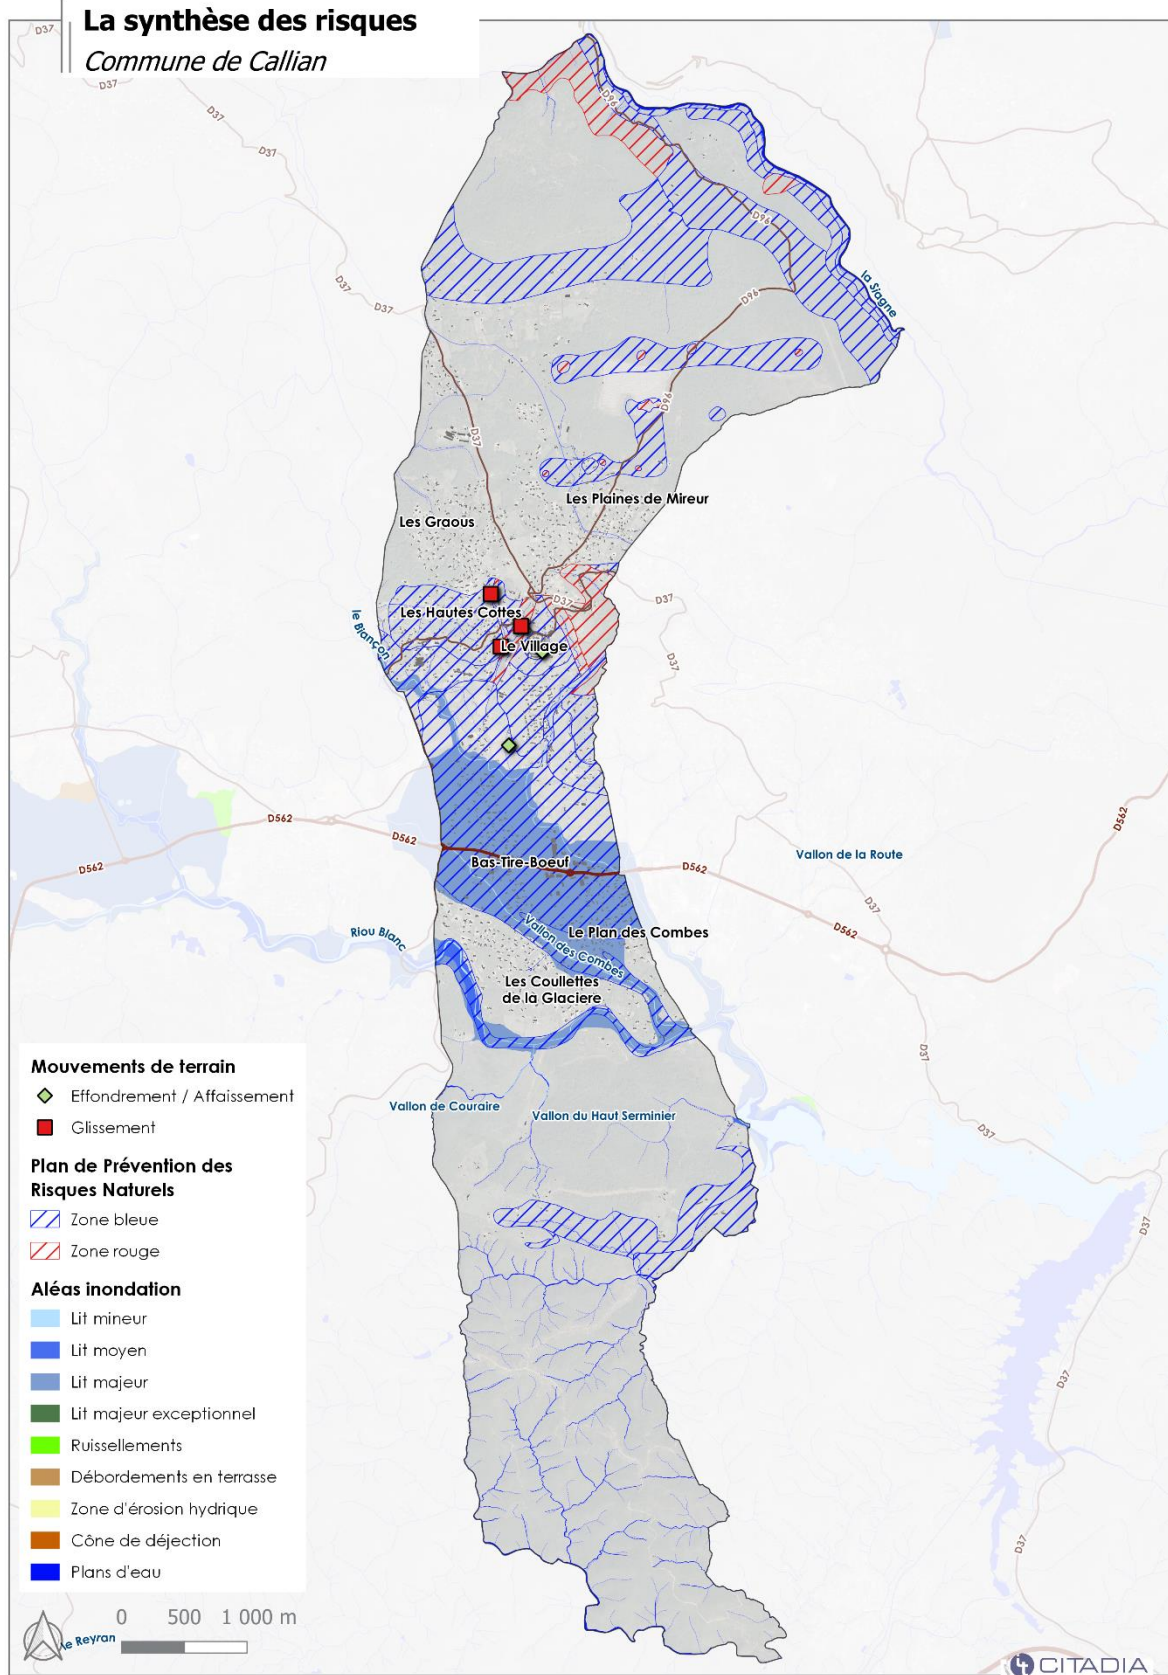 La synthèse des risques
Commune de Callian
D37
D37
D37
D37
D96
D96
D37
D37
la Siagne
D96
D96
D37
Les Plaines de Mireur
Les Graous
D37
D37
Les Hautes Cottes
le Biançon
Le Village
D37
D562
D562
D562
Bas-Tire-Boeuf
D562
D562
Vallon de la Route
D37
D562
Riou Blanc
Vallon des Combes
Le Plan des Combes
Les Coullettes
de la Glaciere
D37
Vallon de Couraire
Vallon du Haut Serminier
D37
D37
D37
D37
Mouvements de terrain
Effondrement / Affaissement
Glissement
Plan de Prévention des
Risques Naturels
Zone bleue
Zone rouge
Aléas inondation
Lit mineur
Lit moyen
Lit majeur
Lit majeur exceptionnel
Ruissellements
Débordements en terrasse
Zone d'érosion hydrique
Cône de déjection
Plans d'eau
0 500 1 000 m
le Reyran
CITADIA